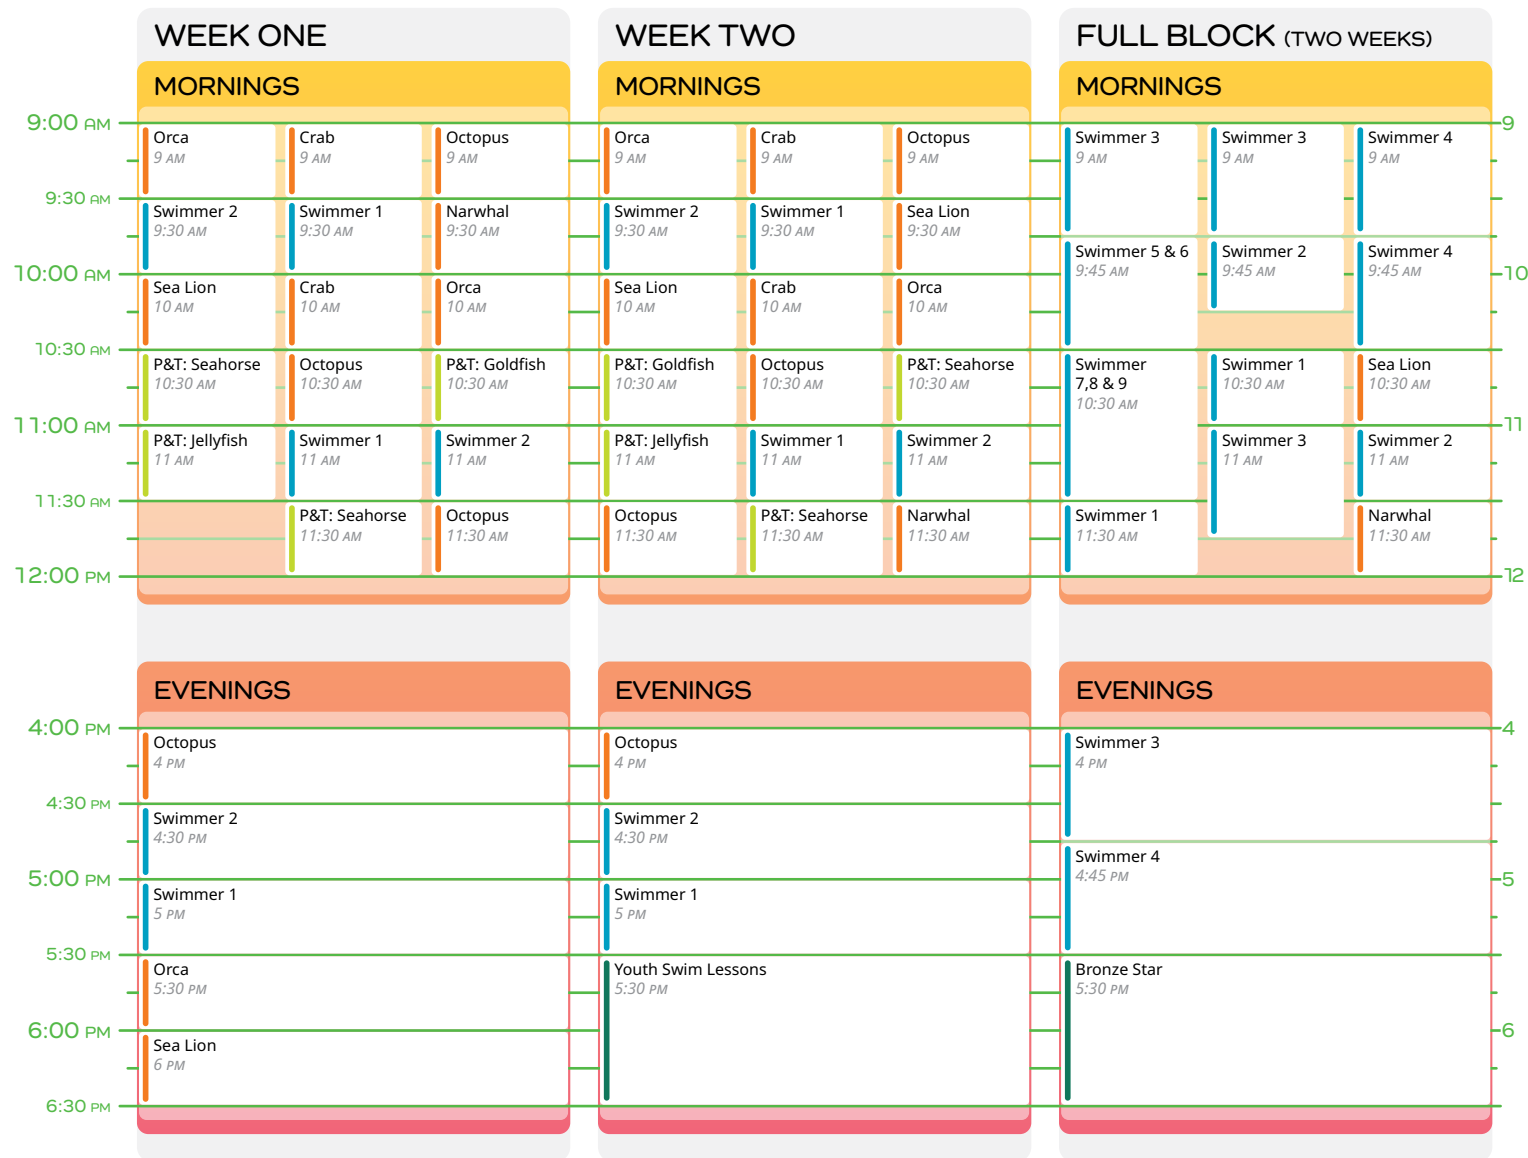 WEEK ONE
MORNINGS
9:00 AM
9:30 AM
10:00 AM
10:30 AM
11:00 AM
11:30 AM
12:00 PM
Orca
9 AM
Crab
9 AM
Octopus
9 AM
Swimmer 2
9:30 AM
Swimmer 1
9:30 AM
Narwhal
9:30 AM
Sea Lion
10 AM
Crab
10 AM
Orca
10 AM
P&T: Seahorse
10:30 AM
Octopus
10:30 AM
P&T: Goldfish
10:30 AM
P&T: Jellyfish
11 AM
Swimmer 1
11 AM
Swimmer 2
11 AM
P&T: Seahorse
11:30 AM
Octopus
11:30 AM
EVENINGS
4:00 PM
4:30 PM
5:00 PM
5:30 PM
6:00 PM
6:30 PM
Octopus
4 PM
Swimmer 2
4:30 PM
Swimmer 1
5 PM
Orca
5:30 PM
Sea Lion
6 PM
WEEK TWO
MORNINGS
Orca
9 AM
Crab
9 AM
Octopus
9 AM
Swimmer 2
9:30 AM
Swimmer 1
9:30 AM
Sea Lion
9:30 AM
Sea Lion
10 AM
Crab
10 AM
Orca
10 AM
P&T: Goldfish
10:30 AM
Octopus
10:30 AM
P&T: Seahorse
10:30 AM
P&T: Jellyfish
11 AM
Swimmer 1
11 AM
Swimmer 2
11 AM
Octopus
11:30 AM
P&T: Seahorse
11:30 AM
Narwhal
11:30 AM
EVENINGS
Octopus
4 PM
Swimmer 2
4:30 PM
Swimmer 1
5 PM
Youth Swim Lessons
5:30 PM
FULL BLOCK (TWO WEEKS)
MORNINGS
Swimmer 3
9 AM
Swimmer 3
9 AM
Swimmer 4
9 AM
Swimmer 5 & 6
9:45 AM
Swimmer 2
9:45 AM
Swimmer 4
9:45 AM
Swimmer
7,8 & 9
10:30 AM
Swimmer 1
10:30 AM
Sea Lion
10:30 AM
Swimmer 3
11 AM
Swimmer 2
11 AM
Swimmer 1
11:30 AM
Narwhal
11:30 AM
9
10
11
12
EVENINGS
Swimmer 3
4 PM
Swimmer 4
4:45 PM
Bronze Star
5:30 PM
4
5
6